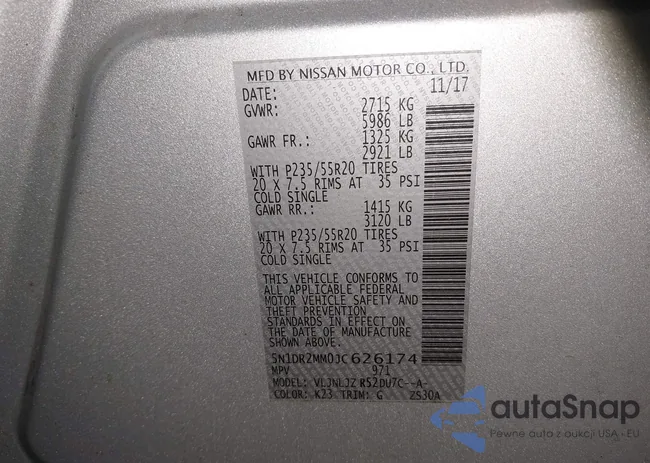 MFD BY NISSAN MOTOR CO., LTD.
DATE: 11/17
GVWR: 2715 KG
5986 LB
GAWR FR.: 1325 KG
2921 LB
WITH P235/55R20 TIRES
20 X 7.5 RIMS AT 35 PSI
COLD SINGLE
GAWR RR.: 1415 KG
3120 LB
WITH P235/55R20 TIRES
20 X 7.5 RIMS AT 35 PSI
COLD SINGLE
THIS VEHICLE CONFORMS TO
ALL APPLICABLE FEDERAL
MOTOR VEHICLE SAFETY AND
THEFT PREVENTION
STANDARDS IN EFFECT ON
THE DATE OF MANUFACTURE
SHOWN ABOVE.
5N1DR2MM0JC626174
MPV 971
MODEL: VLJNLJZ R52DU7C--A-
COLOR: K23 TRIM: G ZS30A
autaSnap
Pewne auto z aukcji USA - EU